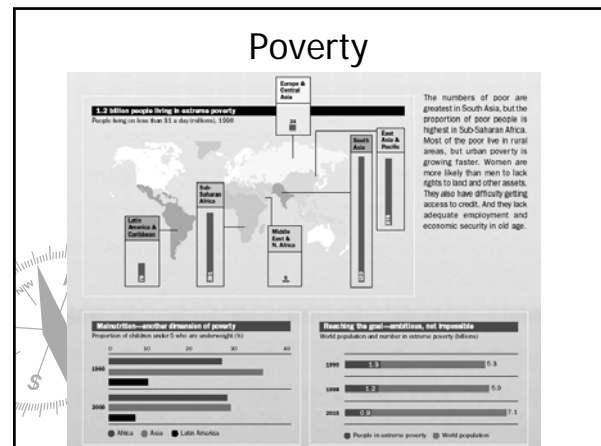 Poverty
1.2 billion people living in extreme poverty
People living on less than $1 a day (millions), 1998
Europe &
Central
Asia
24
South
Asia
East
Asia &
Pacific
Sub-
Saharan
Africa
Latin
America &
Caribbean
Middle
East &
N. Africa
The numbers of poor are
greatest in South Asia, but the
proportion of poor people is
highest in Sub-Saharan Africa.
Most of the poor live in rural
areas, but urban poverty is
growing faster. Women are
more likely than men to lack
rights to land and other assets.
They also have difficulty getting
access to credit. And they lack
adequate employment and
economic security in old age.
NW
S
Malnutrition—another dimension of poverty
Proportion of children under 5 who are underweight (%)
0 10 20 30 40
1990
2000
Africa Asia Latin America
Reaching the goal—ambitious, not impossible
World population and number in extreme poverty (billions)
1990 1.3 5.3
1998 1.2 5.9
2015 0.9 7.1
People in extreme poverty World population